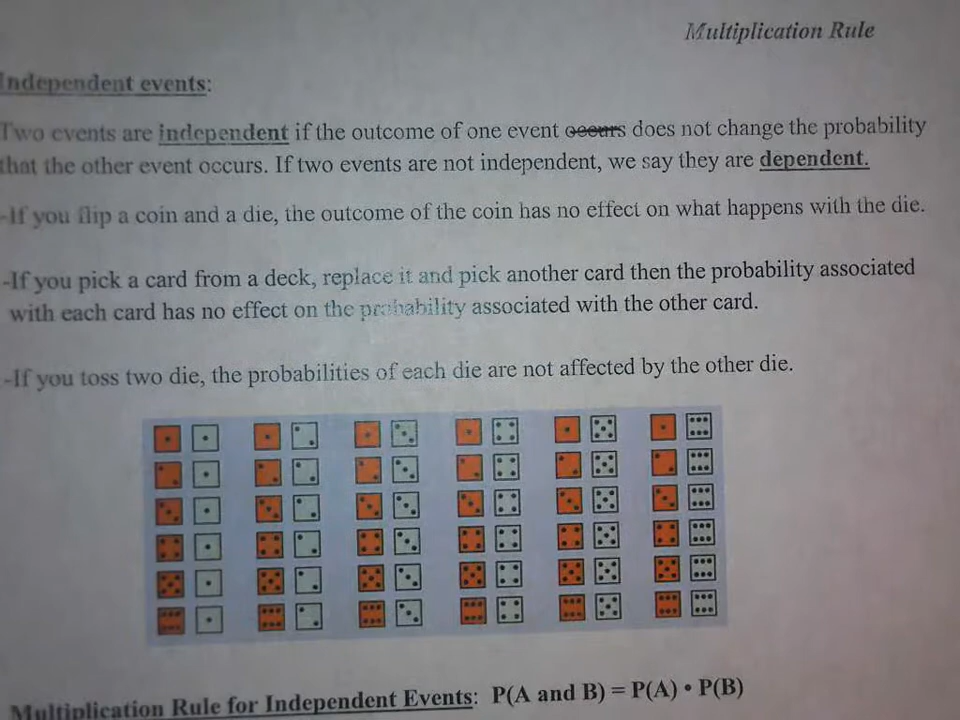 Multiplication Rule
Independent events:
Two events are independent if the outcome of one event occurs does not change the probability
that the other event occurs. If two events are not independent, we say they are dependent.
-If you flip a coin and a die, the outcome of the coin has no effect on what happens with the die.
-If you pick a card from a deck, replace it and pick another card then the probability associated
with each card has no effect on the probability associated with the other card.
-If you toss two die, the probabilities of each die are not affected by the other die.
Multiplication Rule for Independent Events: P(A and B) = P(A) • P(B)